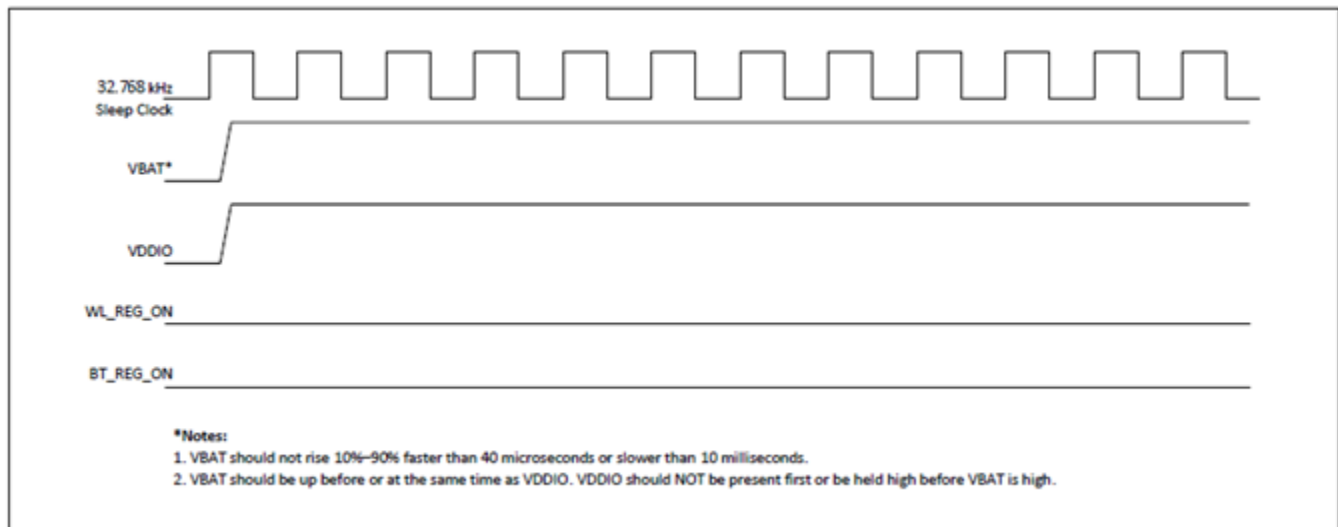 32.768 kHz
Sleep Clock
VBAT*
VDDIO
WL_REG_ON
BT_REG_ON
*Notes:
1. VBAT should not rise 10%–90% faster than 40 microseconds or slower than 10 milliseconds.
2. VBAT should be up before or at the same time as VDDIO. VDDIO should NOT be present first or be held high before VBAT is high.